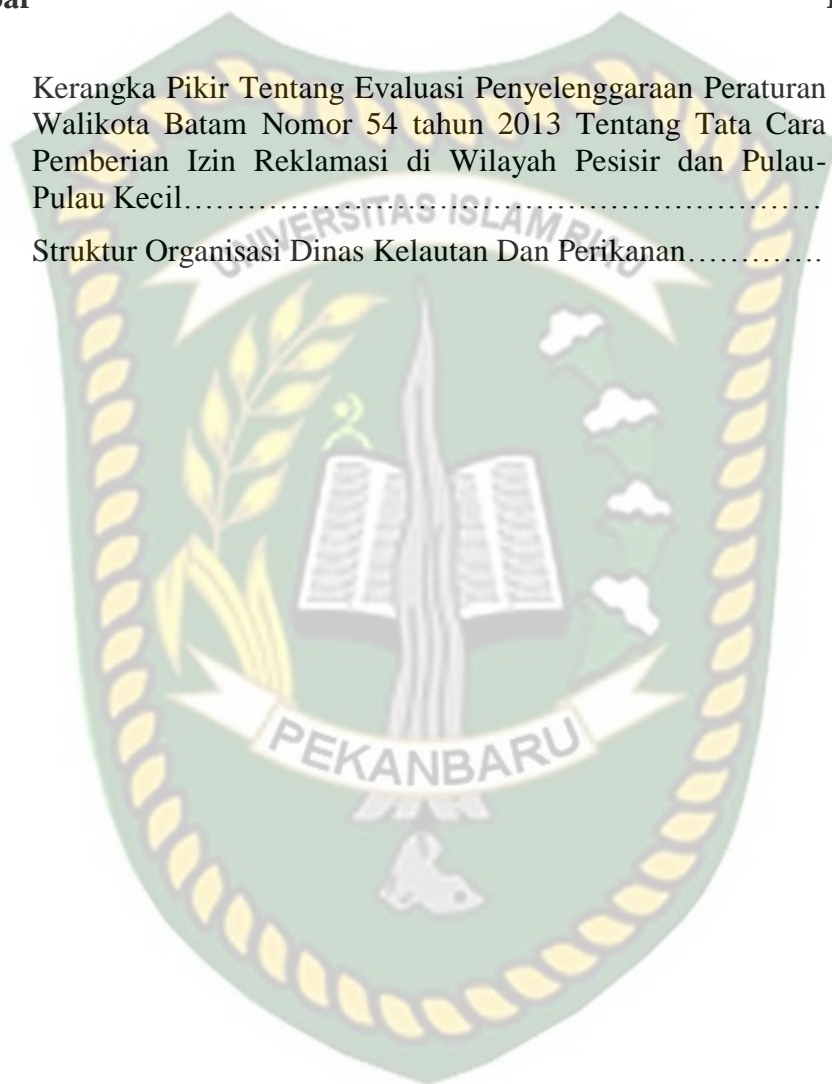 Kerangka Pikir Tentang Evaluasi Penyelenggaraan Peraturan
Walikota Batam Nomor 54 tahun 2013 Tentang Tata Cara
Pemberian Izin Reklamasi di Wilayah Pesisir dan Pulau-
Pulau Kecil……………………………………………………
UNIVERSITAS ISLAM RIAU
Struktur Organisasi Dinas Kelautan Dan Perikanan………….
PEKANBARU